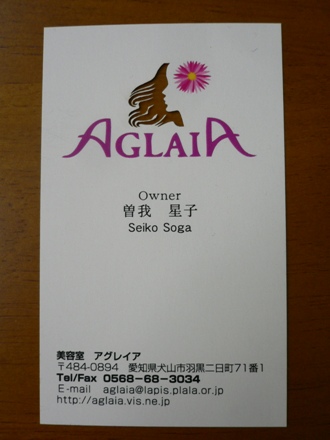 AGLAIA
Owner
曽我　星子
Seiko Soga
美容室　アグレイア
〒484-0894　愛知県犬山市羽黒二日町71番1
Tel/Fax 0568-68-3034
E-mail aglaia@lapis.plala.or.jp
http://aglaia.vis.ne.jp